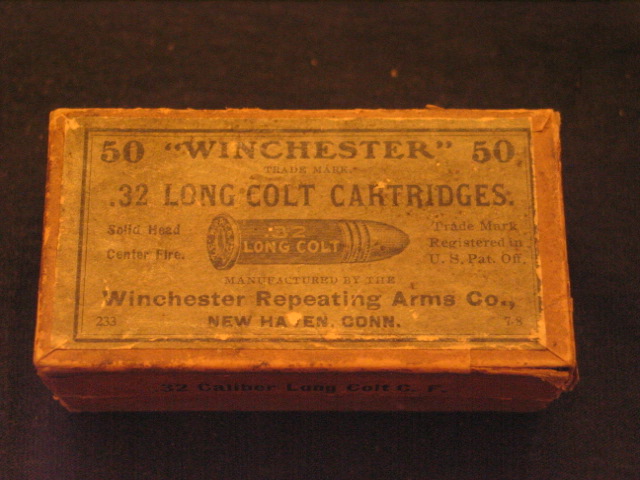 50 "WINCHESTER" 50.
TRADE MARK.
.32 LONG COLT CARTRIDGES.
Solid Head
Center Fire.
.32
LONG COLT
Trade Mark
Registered in
U. S. Pat. Off.
MANUFACTURED BY THE
Winchester Repeating Arms Co.,
NEW HAVEN, CONN.
233
7-8
.32 Caliber Long Colt C. F.